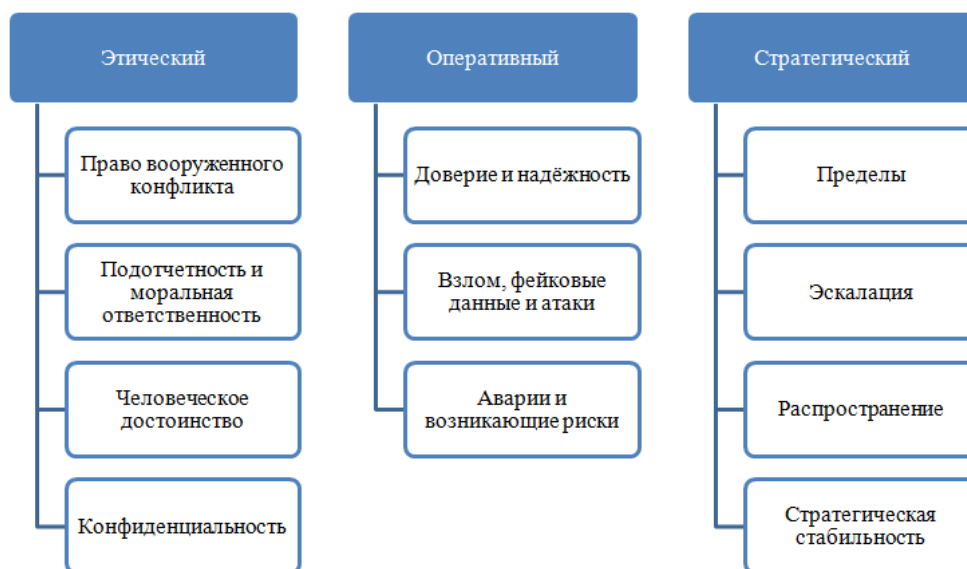 Этический
Право вооруженного
конфликта
Подотчетность и
моральная
ответственность
Человеческое
достоинство
Конфиденциальность
Оперативный
Доверие и надёжность
Взлом, фейковые
данные и атаки
Аварии и
возникающие риски
Стратегический
Пределы
Эскалация
Распространение
Стратегическая
стабильность